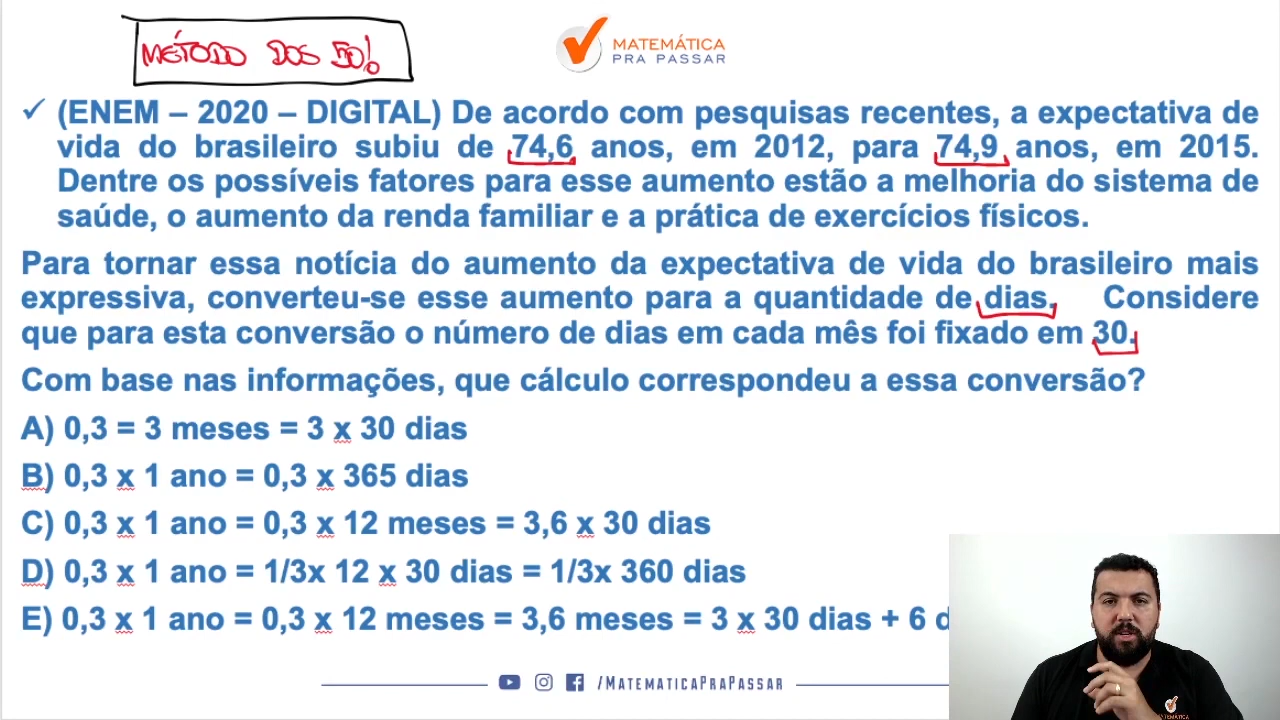 MÉTODO DOS 50!
MATEMÁTICA
PRA PASSAR
✓ (ENEM – 2020 – DIGITAL) De acordo com pesquisas recentes, a expectativa de
vida do brasileiro subiu de 74,6 anos, em 2012, para 74,9 anos, em 2015.
Dentre os possíveis fatores para esse aumento estão a melhoria do sistema de
saúde, o aumento da renda familiar e a prática de exercícios físicos.
Para tornar essa notícia do aumento da expectativa de vida do brasileiro mais
expressiva, converteu-se esse aumento para a quantidade de dias. Considere
que para esta conversão o número de dias em cada mês foi fixado em 30.
Com base nas informações, que cálculo correspondeu a essa conversão?
A) 0,3 = 3 meses = 3 x 30 dias
B) 0,3 x 1 ano = 0,3 x 365 dias
C) 0,3 x 1 ano = 0,3 x 12 meses = 3,6 x 30 dias
D) 0,3 x 1 ano = 1/3x 12 x 30 dias = 1/3x 360 dias
E) 0,3 x 1 ano = 0,3 x 12 meses = 3,6 meses = 3 x 30 dias + 6 d
/MATEMATICAPRAPASSAR
MATEMÁTICA